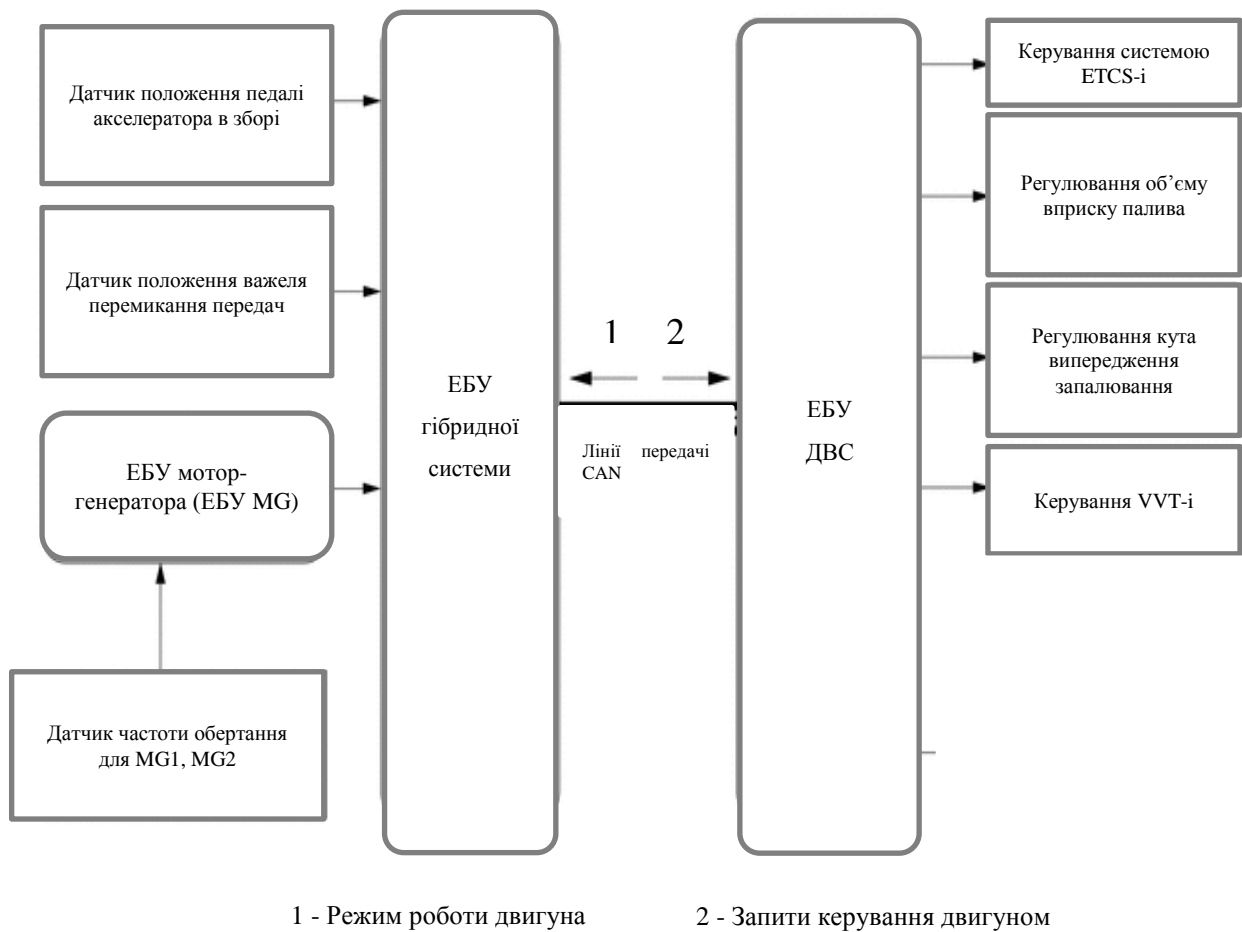 Датчик положення педалі
акселератора в зборі
Датчик положення важеля
перемикання передач
ЕБУ мотор-
генератора (ЕБУ MG)
Датчик частоти обертання
для MG1, MG2
ЕБУ
гібридної
системи
1 2
Лінії передачі
CAN
ЕБУ
ДВС
Керування системою
ETCS-i
Регулювання об’єму
вприску палива
Регулювання кута
випередження
запалювання
Керування VVT-i
1 - Режим роботи двигуна 2 - Запити керування двигуном